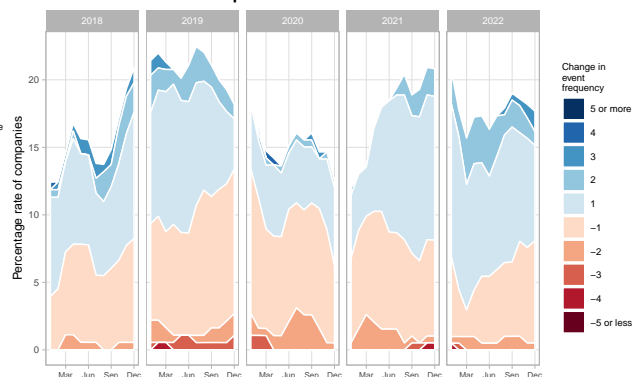 2018 2019 2020 2021 2022
Percentage rate of companies
20
15
10
5
0
Mar Jun Sep Dec Mar Jun Sep Dec Mar Jun Sep Dec Mar Jun Sep Dec Mar Jun Sep Dec
Change in
event
frequency
5 or more
4
3
2
1
−1
−2
−3
−4
−5 or less